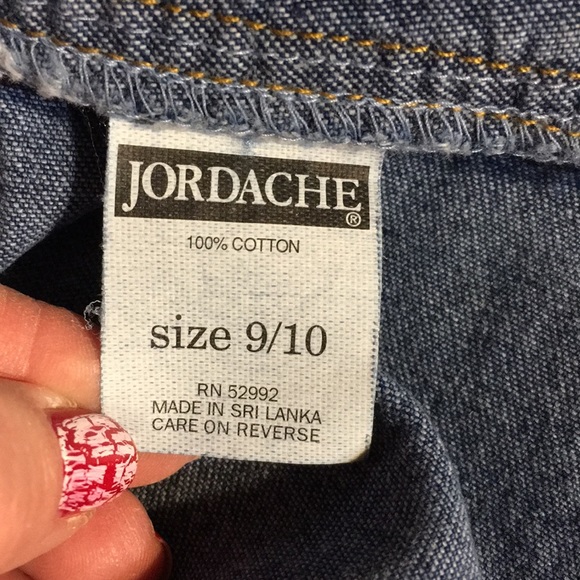 JORDACHE®
100% COTTON
size 9/10
RN 52992
MADE IN SRI LANKA
CARE ON REVERSE